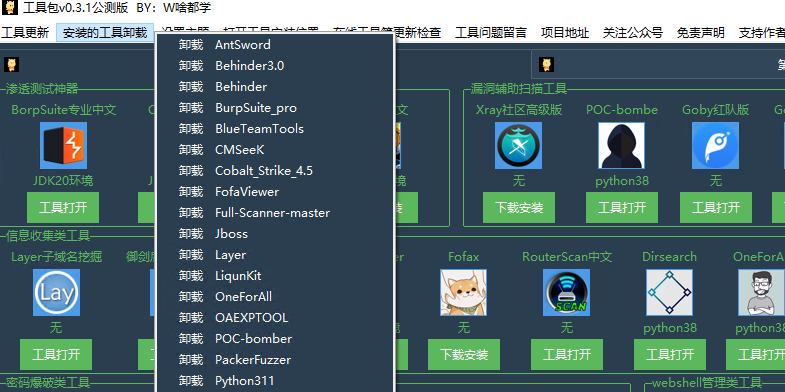 工具包v0.3.1公测版 BY：W啥都学
工具更新 安装的工具卸载 设置主题 打开工具安装位置 在线工具箱更新检查 工具问题留言 项目地址 关注公众号 免责声明 支持作者
卸载 AntSword
卸载 Behinder3.0
卸载 Behinder
卸载 BurpSuite_pro
卸载 BlueTeamTools
卸载 CMSeeK
卸载 Cobalt_Strike_4.5
卸载 FofaViewer
卸载 Full-Scanner-master
卸载 Jboss
卸载 Layer
卸载 LiqunKit
卸载 OneForAll
卸载 OAEXPTOOL
卸载 POC-bomber
卸载 PackerFuzzer
卸载 Python311
第
渗透测试神器
BorpSuite专业中文
JDK20环境
工具打开
漏洞辅助扫描工具
Xray社区高级版 POC-bombe Goby红队版
无 python38 无
下载安装 工具打开 工具打开
信息收集类工具
Layer子域名挖掘 御剑
Lay
无
工具打开
Fofax RouterScan中文 Dirsearch OneForA
SCAN
无 无 python38 python38
下载安装 工具打开 工具打开 工具打开
密码爆破类工具
webshell管理类工具